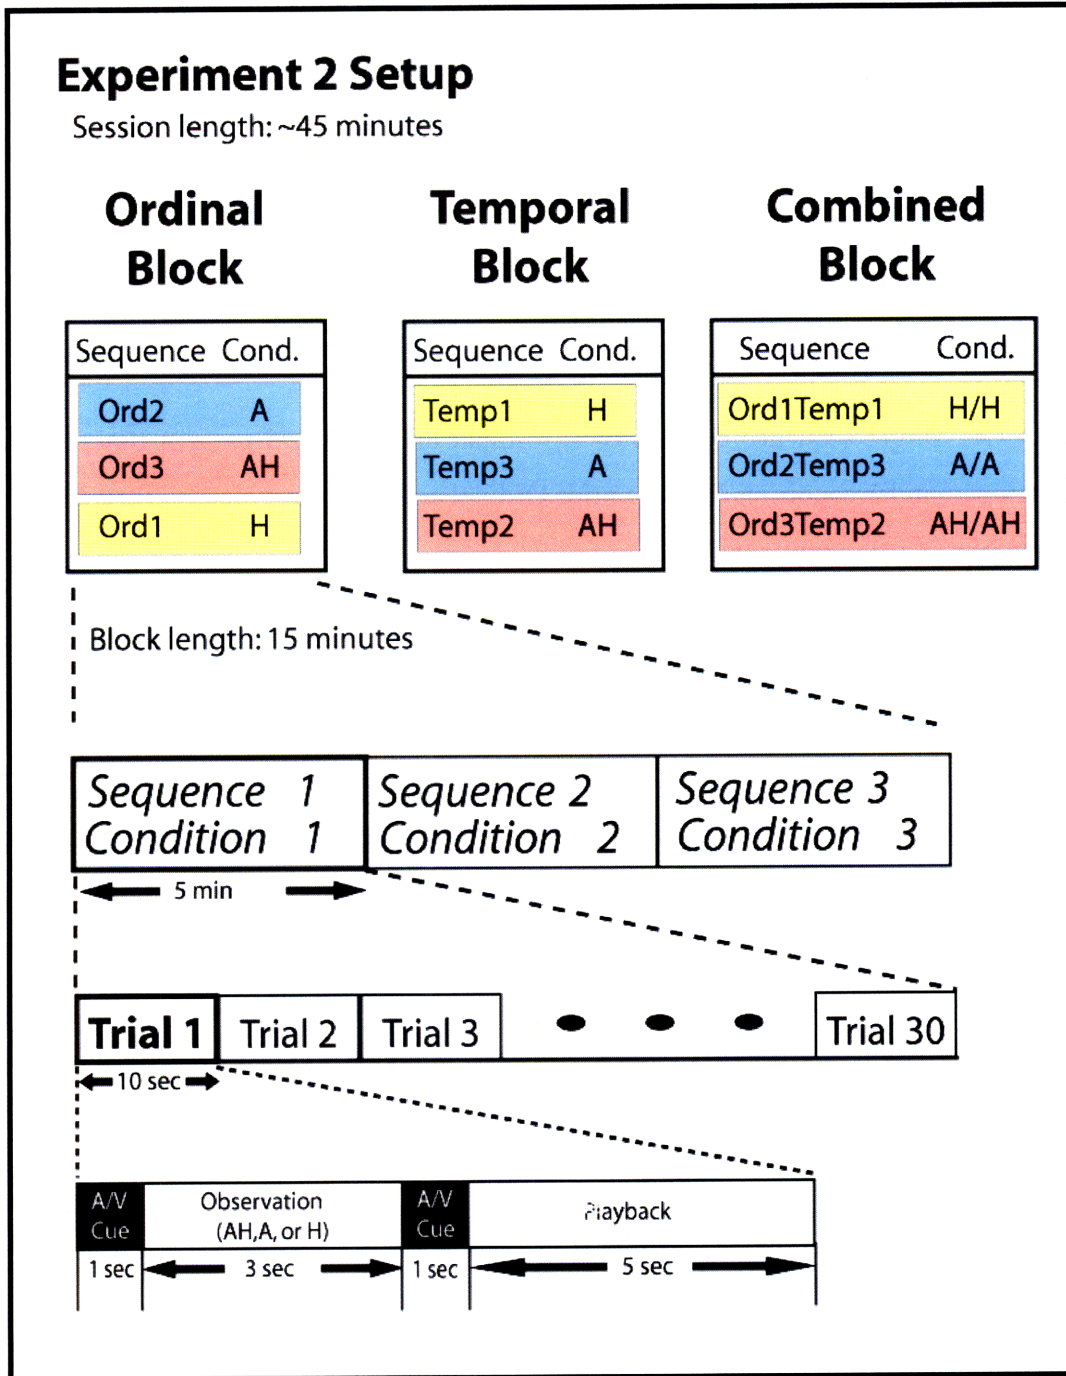 Experiment 2 Setup
Session length: ~45 minutes
Ordinal
Block
Temporal
Block
Combined
Block
Sequence Cond.
Ord2 A
Ord3 AH
Ord1 H
Sequence Cond.
Temp1 H
Temp3 A
Temp2 AH
Sequence Cond.
Ord1Temp1 H/H
Ord2Temp3 A/A
Ord3Temp2 AH/AH
Block length: 15 minutes
Sequence 1
Condition 1
Sequence 2
Condition 2
Sequence 3
Condition 3
5 min
Trial 1
Trial 2
Trial 3
Trial 30
10 sec
A/V
Cue
Observation
(AH,A, or H)
A/V
Cue
Playback
1 sec
3 sec
1 sec
5 sec